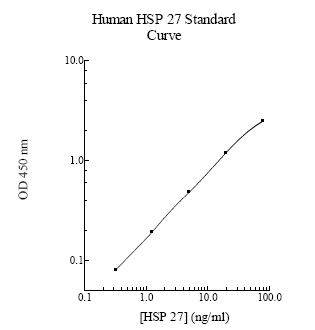 Human HSP 27 Standard
Curve
10.0
1.0
0.1
OD 450 nm
0.1 1.0 10.0 100.0
[HSP 27] (ng/ml)